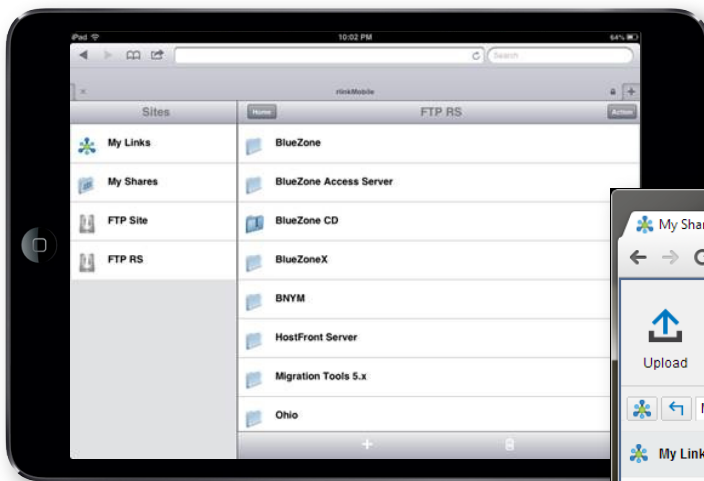 iPad
10:02 PM
64%
Search
rlinkMobile
Sites
Home
FTP RS
Action
My Links
BlueZone
My Shares
BlueZone Access Server
FTP Site
BlueZone CD
FTP RS
BlueZoneX
BNYM
HostFront Server
Migration Tools 5.x
Ohio
My Shar
Upload
My Link